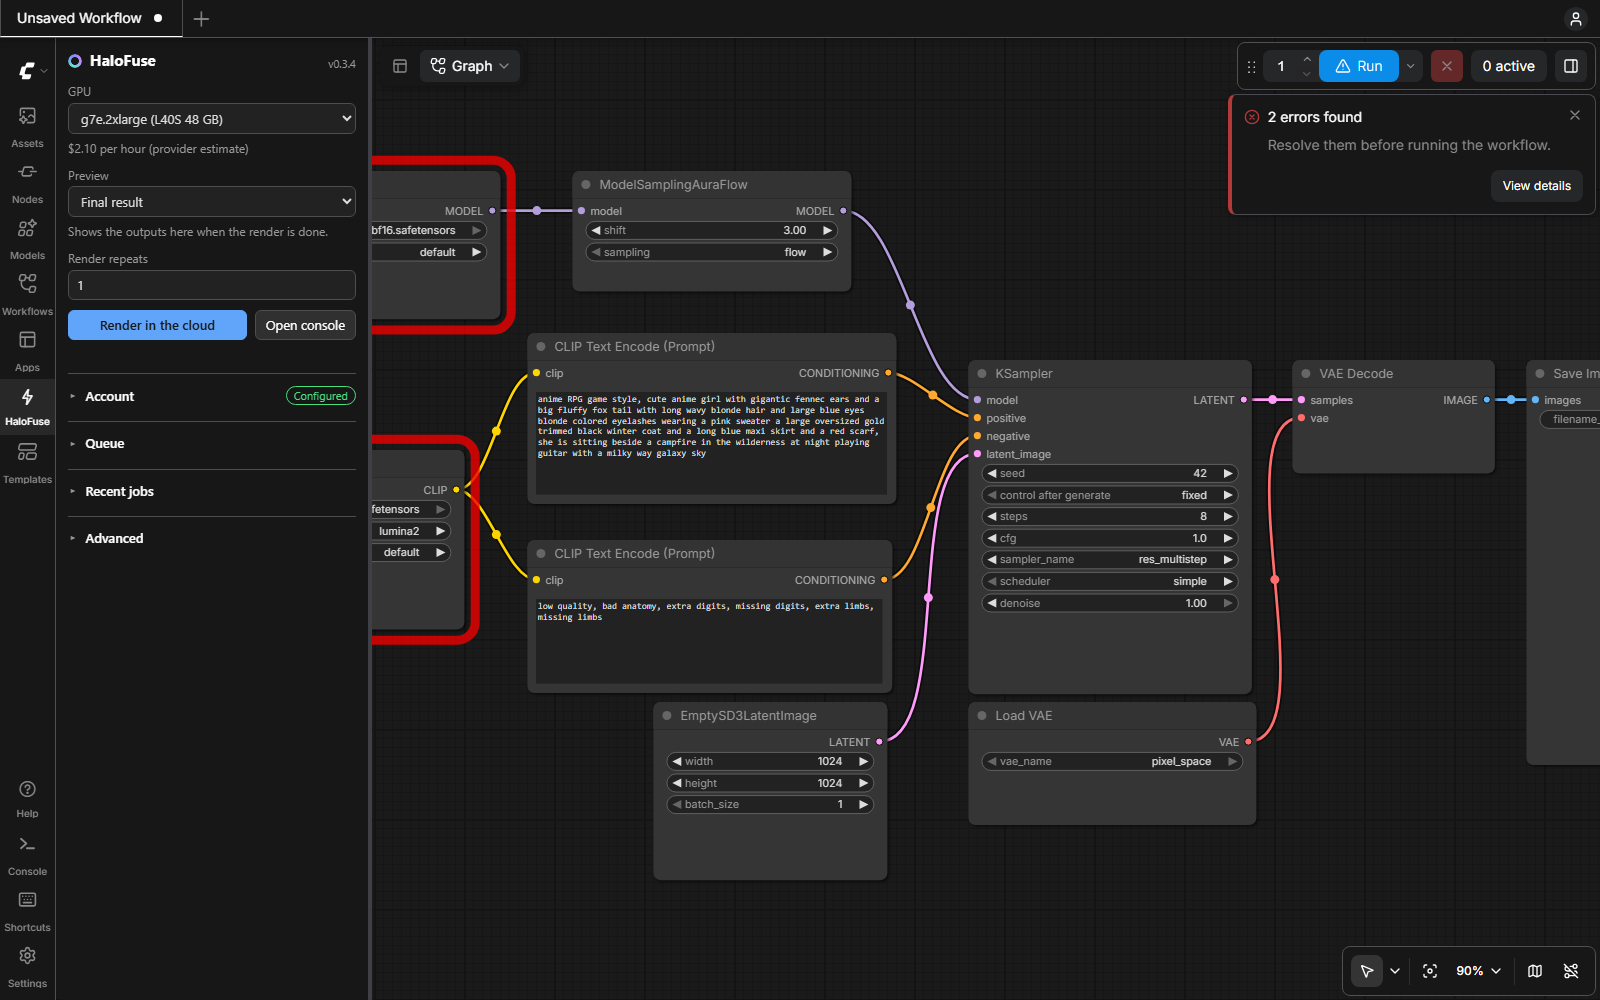 Unsaved Workflow
HaloFuse
v0.3.4
GPU
g7e.2xlarge (L40S 48 GB)
$2.10 per hour (provider estimate)
Preview
Final result
Shows the outputs here when the render is done.
Render repeats
1
Render in the cloud
Open console
Account
Configured
Queue
Recent jobs
Advanced
Assets
Nodes
Models
Workflows
Apps
HaloFuse
Templates
Help
Console
Shortcuts
Settings
Graph
1
Run
0 active
2 errors found
Resolve them before running the workflow.
View details
MODEL
bf16.safetensors
default
ModelSamplingAuraFlow
model
MODEL
shift
3.00
sampling
flow
CLIP
fetensors
lumina2
default
CLIP Text Encode (Prompt)
clip
CONDITIONING
anime RPG game style, cute anime girl with gigantic fennec ears and a
big fluffy fox tail with long wavy blonde hair and large blue eyes
blonde colored eyelashes wearing a pink sweater a large oversized gold
trimmed black winter coat and a long blue maxi skirt and a red scarf,
she is sitting beside a campfire in the wilderness at night playing
guitar with a milky way galaxy sky
CLIP Text Encode (Prompt)
clip
CONDITIONING
low quality, bad anatomy, extra digits, missing digits, extra limbs,
missing limbs
EmptySD3LatentImage
LATENT
width
1024
height
1024
batch_size
1
KSampler
model
LATENT
positive
negative
latent_image
seed
42
control after generate
fixed
steps
8
cfg
1.0
sampler_name
res_multistep
scheduler
simple
denoise
1.00
Load VAE
VAE
vae_name
pixel_space
VAE Decode
samples
IMAGE
vae
Save Im
images
filename_
90%